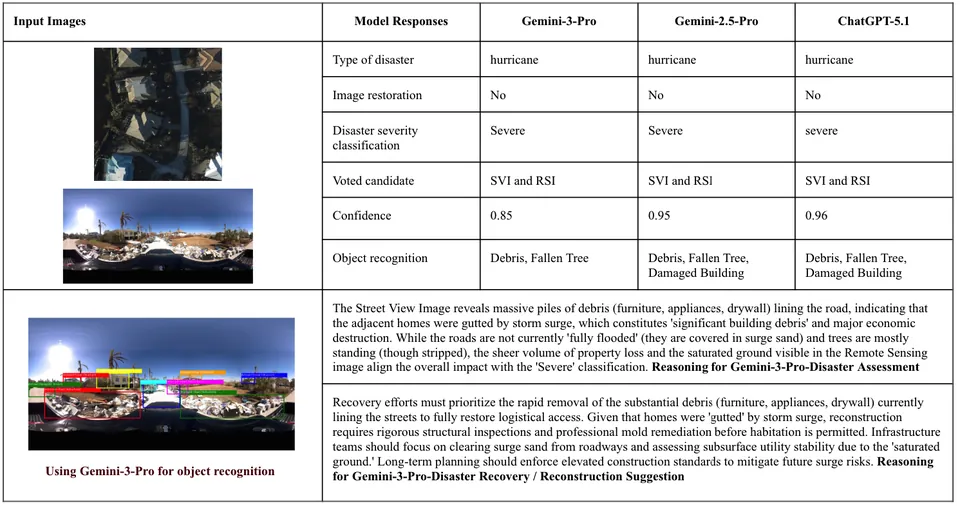 Input Images
Model Responses
Gemini-3-Pro
Gemini-2.5-Pro
ChatGPT-5.1
Type of disaster
hurricane
hurricane
hurricane
Image restoration
No
No
No
Disaster severity
classification
Severe
Severe
severe
Voted candidate
SVI and RSI
SVI and RSI
SVI and RSI
Confidence
0.85
0.95
0.96
Object recognition
Debris, Fallen Tree
Debris, Fallen Tree,
Damaged Building
Debris, Fallen Tree,
Damaged Building
Using Gemini-3-Pro for object recognition
The Street View Image reveals massive piles of debris (furniture, appliances, drywall) lining the road, indicating that
the adjacent homes were gutted by storm surge, which constitutes 'significant building debris' and major economic
destruction. While the roads are not currently 'fully flooded' (they are covered in surge sand) and trees are mostly
standing (though stripped), the sheer volume of property loss and the saturated ground visible in the Remote Sensing
image align the overall impact with the 'Severe' classification. Reasoning for Gemini-3-Pro-Disaster Assessment
Recovery efforts must prioritize the rapid removal of the substantial debris (furniture, appliances, drywall) currently
lining the streets to fully restore logistical access. Given that homes were 'gutted' by storm surge, reconstruction
requires rigorous structural inspections and professional mold remediation before habitation is permitted. Infrastructure
teams should focus on clearing surge sand from roadways and assessing subsurface utility stability due to the 'saturated
ground.' Long-term planning should enforce elevated construction standards to mitigate future surge risks. Reasoning
for Gemini-3-Pro-Disaster Recovery / Reconstruction Suggestion